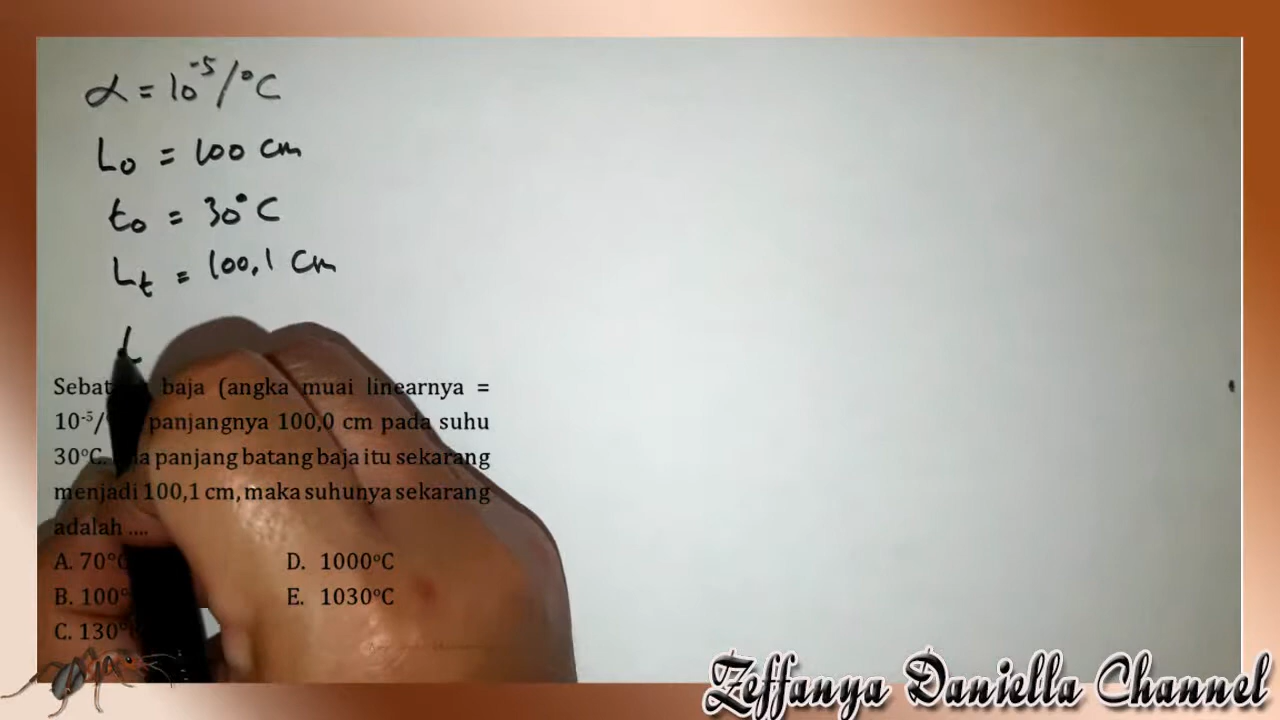 α = 10⁻⁵/°C
L₀ = 100 cm
t₀ = 30°C
Lₜ = 100,1 cm
baja (angka muai linearnya =
10⁻⁵/ panjangnya 100,0 cm pada suhu
30°C. panjang batang baja itu sekarang
menjadi 100,1 cm, maka suhunya sekarang
adalah ....
A. 70°C D. 1000°C
B. 100° E. 1030°C
C. 130°
Zeffanya Daniella Channel